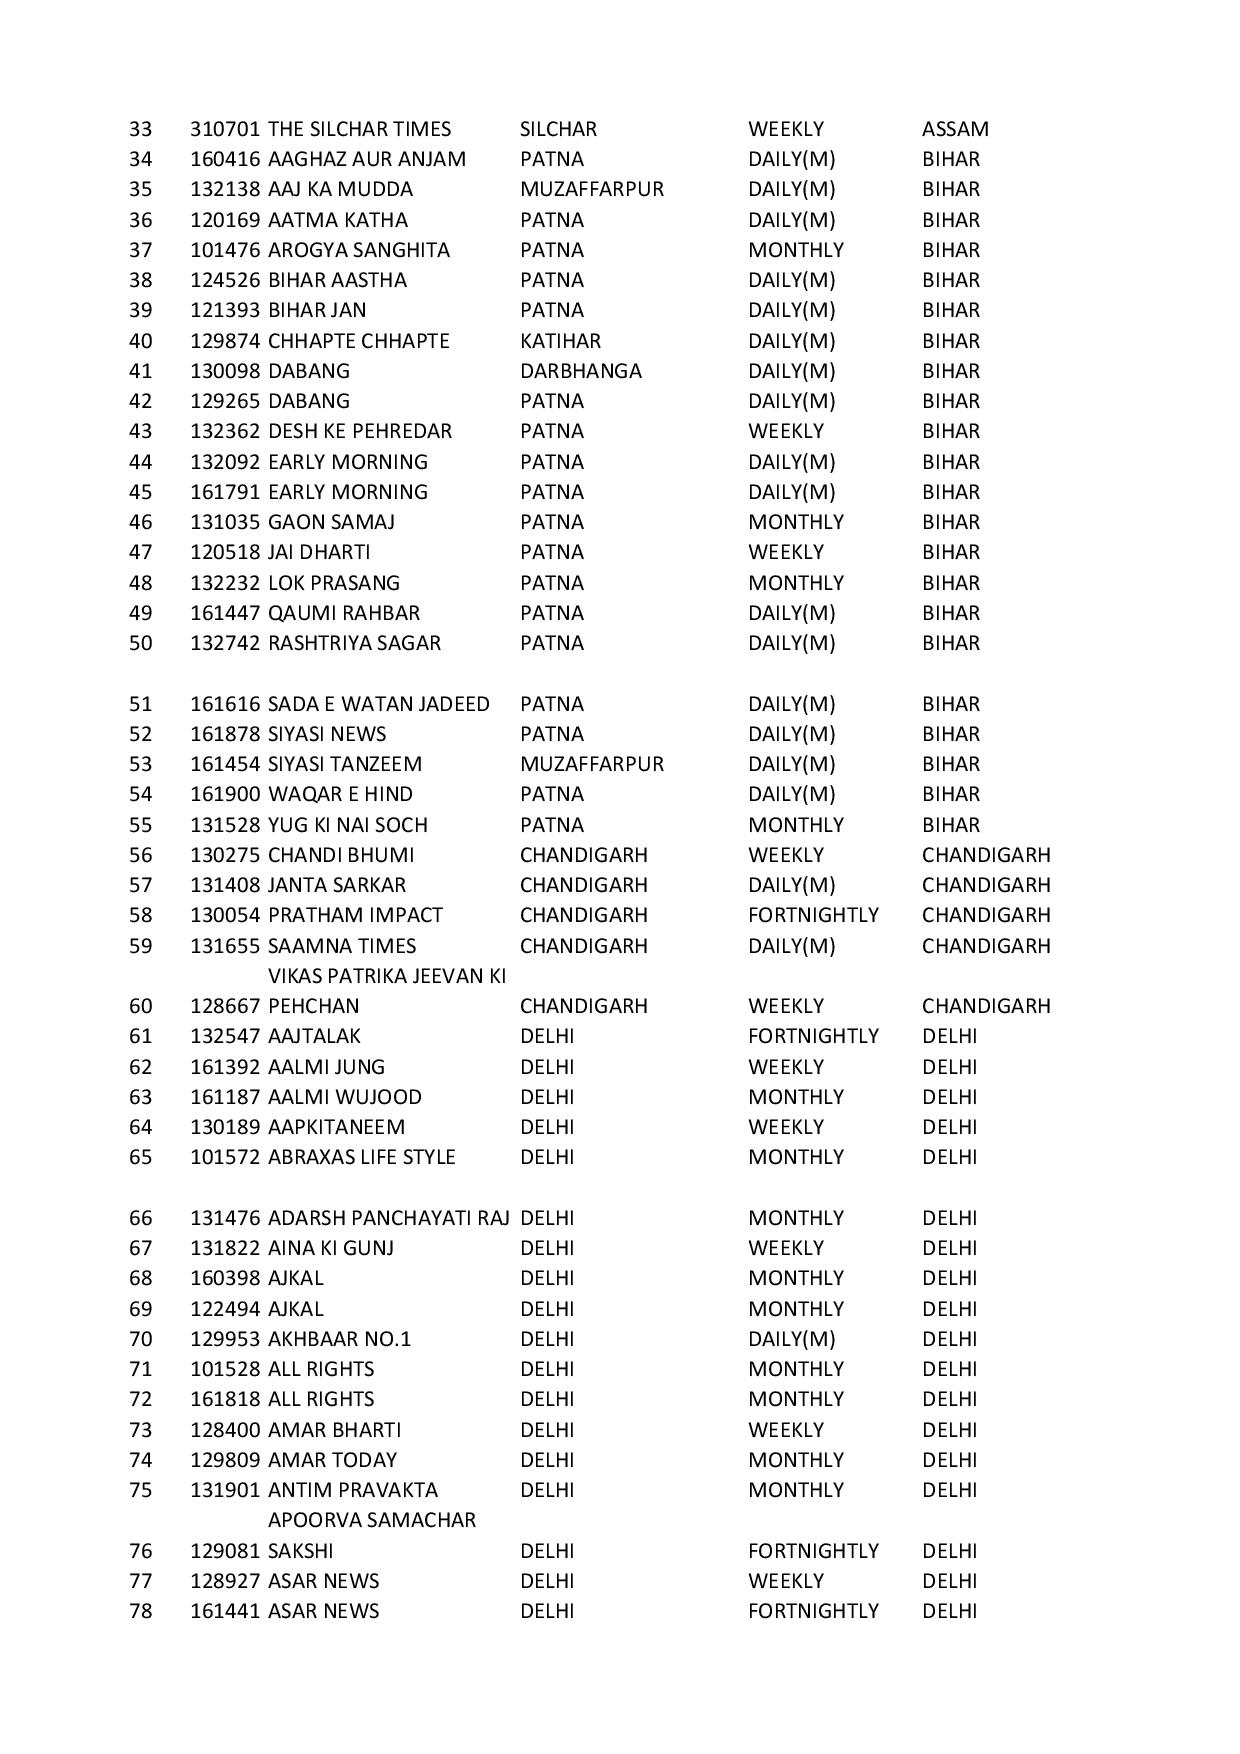 33 310701 THE SILCHAR TIMES SILCHAR WEEKLY ASSAM
34 160416 AAGHAZ AUR ANJAM PATNA DAILY(M) BIHAR
35 132138 AAJ KA MUDDA MUZAFFARPUR DAILY(M) BIHAR
36 120169 AATMA KATHA PATNA DAILY(M) BIHAR
37 101476 AROGYA SANGHITA PATNA MONTHLY BIHAR
38 124526 BIHAR AASTHA PATNA DAILY(M) BIHAR
39 121393 BIHAR JAN PATNA DAILY(M) BIHAR
40 129874 CHHAPTE CHHAPTE KATIHAR DAILY(M) BIHAR
41 130098 DABANG DARBHANGA DAILY(M) BIHAR
42 129265 DABANG PATNA DAILY(M) BIHAR
43 132362 DESH KE PEHREDAR PATNA WEEKLY BIHAR
44 132092 EARLY MORNING PATNA DAILY(M) BIHAR
45 161791 EARLY MORNING PATNA DAILY(M) BIHAR
46 131035 GAON SAMAJ PATNA MONTHLY BIHAR
47 120518 JAI DHARTI PATNA WEEKLY BIHAR
48 132232 LOK PRASANG PATNA MONTHLY BIHAR
49 161447 QAUMI RAHBAR PATNA DAILY(M) BIHAR
50 132742 RASHTRIYA SAGAR PATNA DAILY(M) BIHAR
51 161616 SADA E WATAN JADEED PATNA DAILY(M) BIHAR
52 161878 SIYASI NEWS PATNA DAILY(M) BIHAR
53 161454 SIYASI TANZEEM MUZAFFARPUR DAILY(M) BIHAR
54 161900 WAQAR E HIND PATNA DAILY(M) BIHAR
55 131528 YUG KI NAI SOCH PATNA MONTHLY BIHAR
56 130275 CHANDI BHUMI CHANDIGARH WEEKLY CHANDIGARH
57 131408 JANTA SARKAR CHANDIGARH DAILY(M) CHANDIGARH
58 130054 PRATHAM IMPACT CHANDIGARH FORTNIGHTLY CHANDIGARH
59 131655 SAAMNA TIMES CHANDIGARH DAILY(M) CHANDIGARH
VIKAS PATRIKA JEEVAN KI
60 128667 PEHCHAN CHANDIGARH WEEKLY CHANDIGARH
61 132547 AAJTALAK DELHI FORTNIGHTLY DELHI
62 161392 AALMI JUNG DELHI WEEKLY DELHI
63 161187 AALMI WUJOOD DELHI MONTHLY DELHI
64 130189 AAPKITANEEM DELHI WEEKLY DELHI
65 101572 ABRAXAS LIFE STYLE DELHI MONTHLY DELHI
66 131476 ADARSH PANCHAYATI RAJ DELHI MONTHLY DELHI
67 131822 AINA KI GUNJ DELHI WEEKLY DELHI
68 160398 AJKAL DELHI MONTHLY DELHI
69 122494 AJKAL DELHI MONTHLY DELHI
70 129953 AKHBAAR NO.1 DELHI DAILY(M) DELHI
71 101528 ALL RIGHTS DELHI MONTHLY DELHI
72 161818 ALL RIGHTS DELHI MONTHLY DELHI
73 128400 AMAR BHARTI DELHI WEEKLY DELHI
74 129809 AMAR TODAY DELHI MONTHLY DELHI
75 131901 ANTIM PRAVAKTA DELHI MONTHLY DELHI
APOORVA SAMACHAR
76 129081 SAKSHI DELHI FORTNIGHTLY DELHI
77 128927 ASAR NEWS DELHI WEEKLY DELHI
78 161441 ASAR NEWS DELHI FORTNIGHTLY DELHI